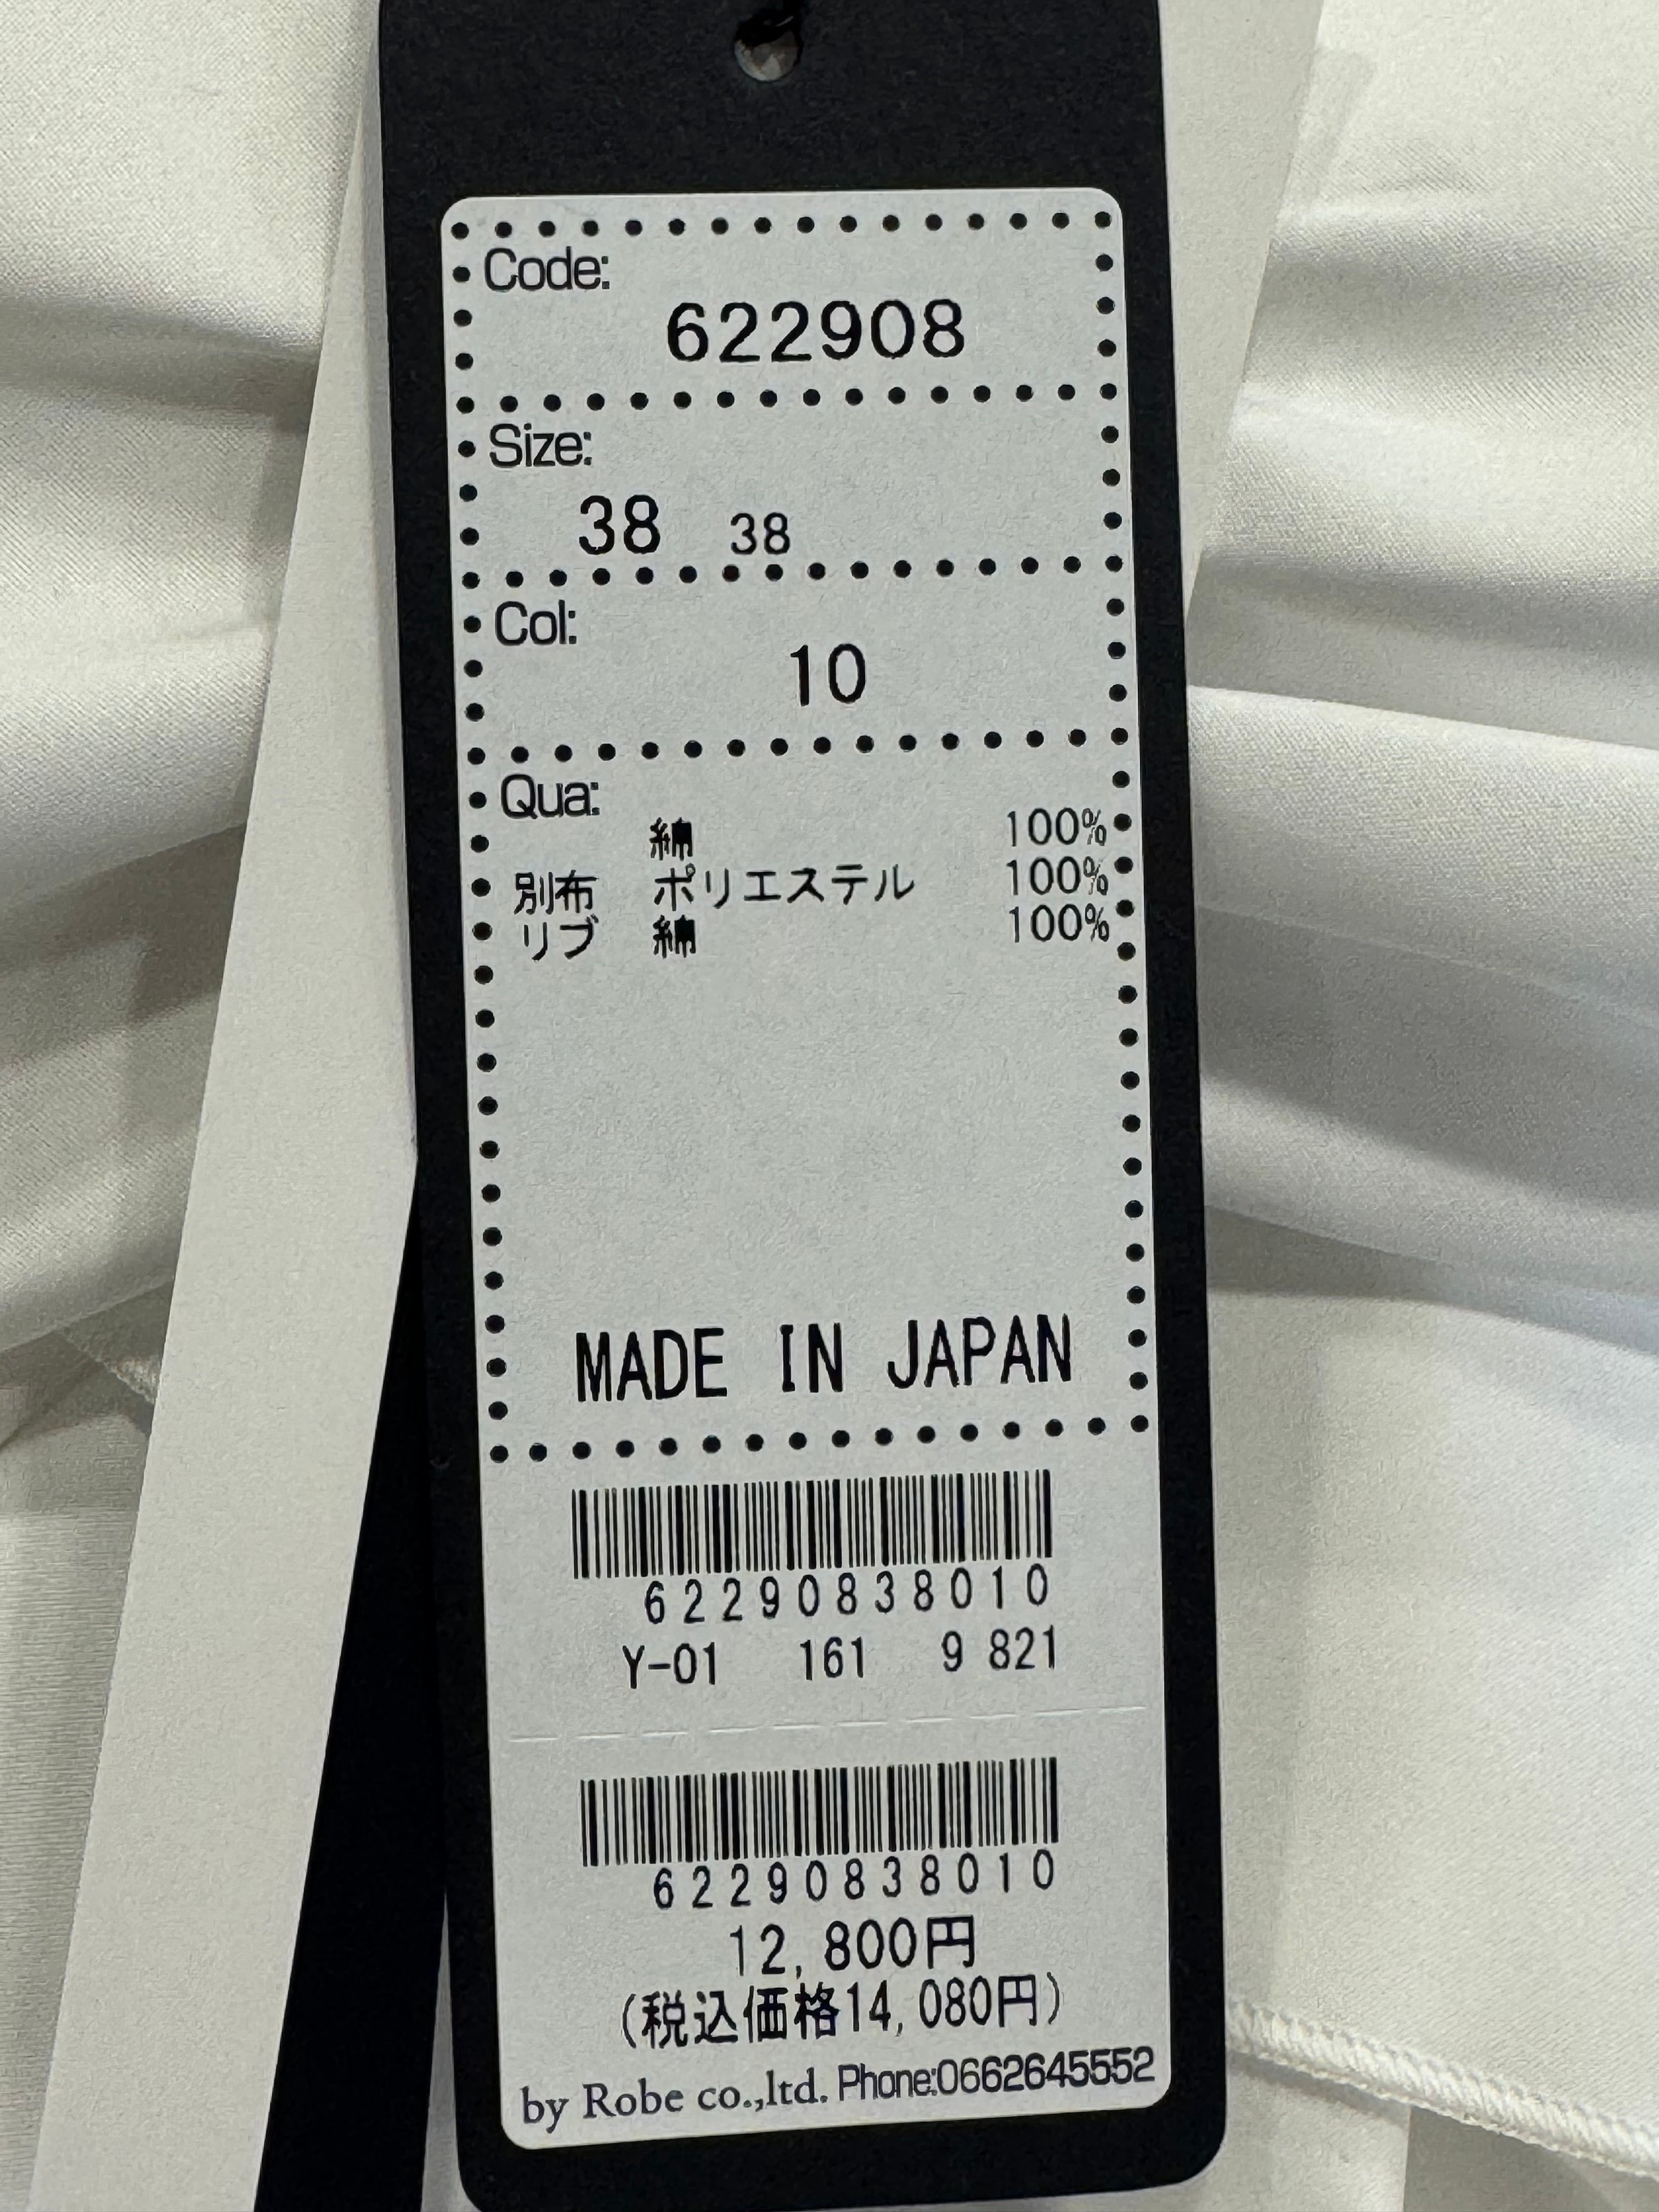 Code:
622908
Size:
38 38
Col:
10
Qua:
綿 100%
別布 ポリエステル 100%
リブ 綿 100%
MADE IN JAPAN
62290838010
Y-01 161 9 821
62290838010
12,800円
(税込価格14,080円)
by Robe co.,ltd. Phone:0662645552